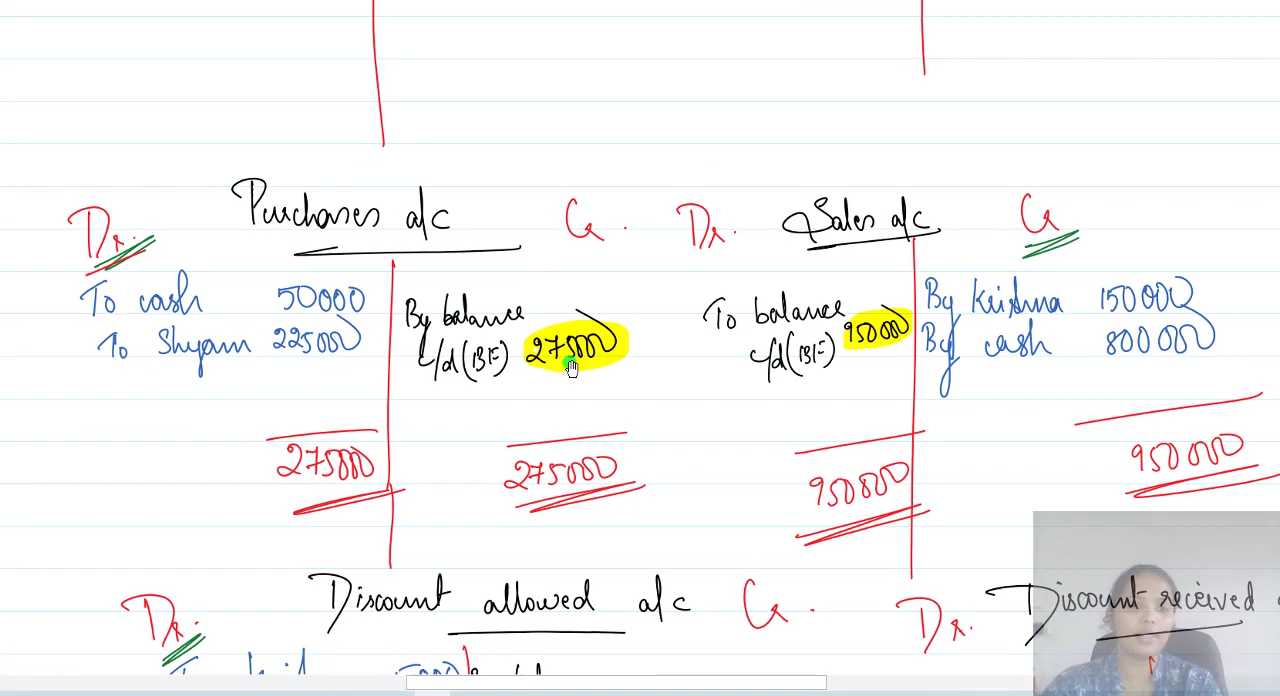 Purchases a/c
Dr.
Cr.
To cash 50000
To Shyam 225000
By balance
c/d (B/F) 275000
275000
275000
Sales a/c
Dr.
Cr
To balance
c/d (B/F) 950000
By Krishna 150000
By cash 800000
950000
950000
Discount allowed a/c
Dr.
Cr.
Discount received
Dr.